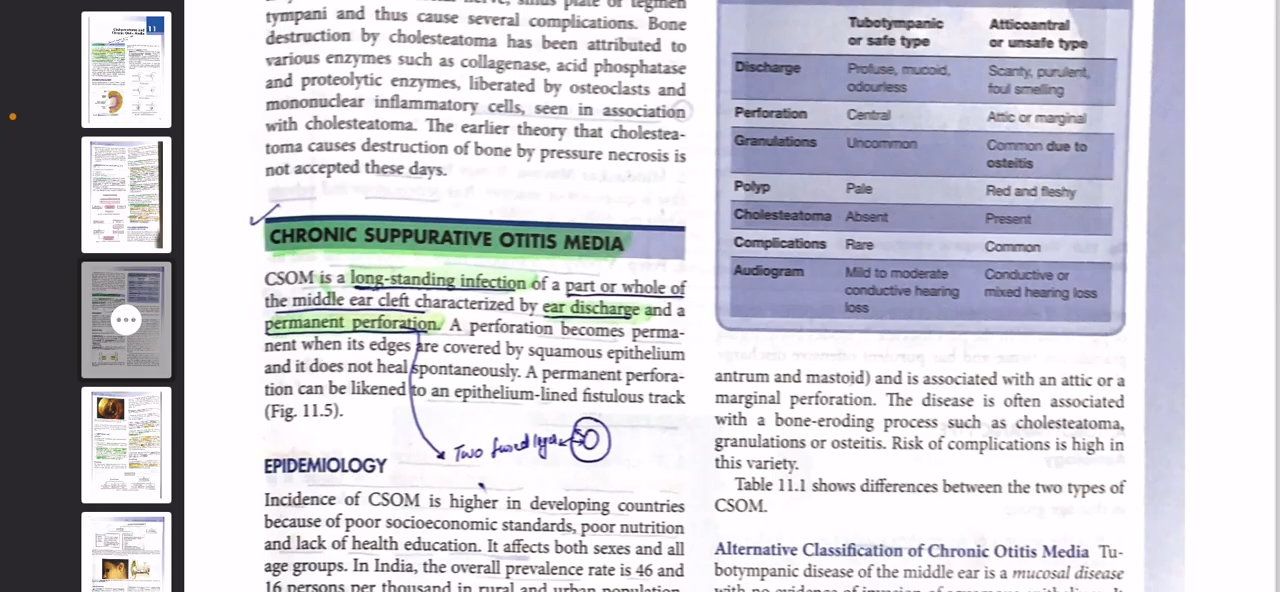 tympani and thus cause several complications. Bone
destruction by cholesteatoma has been attributed to
various enzymes such as collagenase, acid phosphatase
and proteolytic enzymes, liberated by osteoclasts and
mononuclear inflammatory cells, seen in association
with cholesteatoma. The earlier theory that cholestea-
toma causes destruction of bone by pressure necrosis is
not accepted these days.
CHRONIC SUPPURATIVE OTITIS MEDIA
CSOM is a long-standing infection of a part or whole of
the middle ear cleft characterized by ear discharge and a
permanent perforation. A perforation becomes perma-
nent when its edges are covered by squamous epithelium
and it does not heal spontaneously. A permanent perfora-
tion can be likened to an epithelium-lined fistulous track
(Fig. 11.5).
Two fused layer
EPIDEMIOLOGY
Incidence of CSOM is higher in developing countries
because of poor socioeconomic standards, poor nutrition
and lack of health education. It affects both sexes and all
age groups. In India, the overall prevalence rate is 46 and
16 persons per thousand in rural and urban population,
Tubotympanic Atticoantral
or safe type or unsafe type
Discharge Profuse, mucoid, Scanty, purulent,
odourless foul smelling
Perforation Central Attic or marginal
Granulations Uncommon Common due to
osteitis
Polyp Pale Red and fleshy
Cholesteatoma Absent Present
Complications Rare Common
Audiogram Mild to moderate Conductive or
conductive hearing mixed hearing loss
loss
antrum and mastoid) and is associated with an attic or a
marginal perforation. The disease is often associated
with a bone-eroding process such as cholesteatoma,
granulations or osteitis. Risk of complications is high in
this variety.
Table 11.1 shows differences between the two types of
CSOM.
Alternative Classification of Chronic Otitis Media Tu-
botympanic disease of the middle ear is a mucosal disease